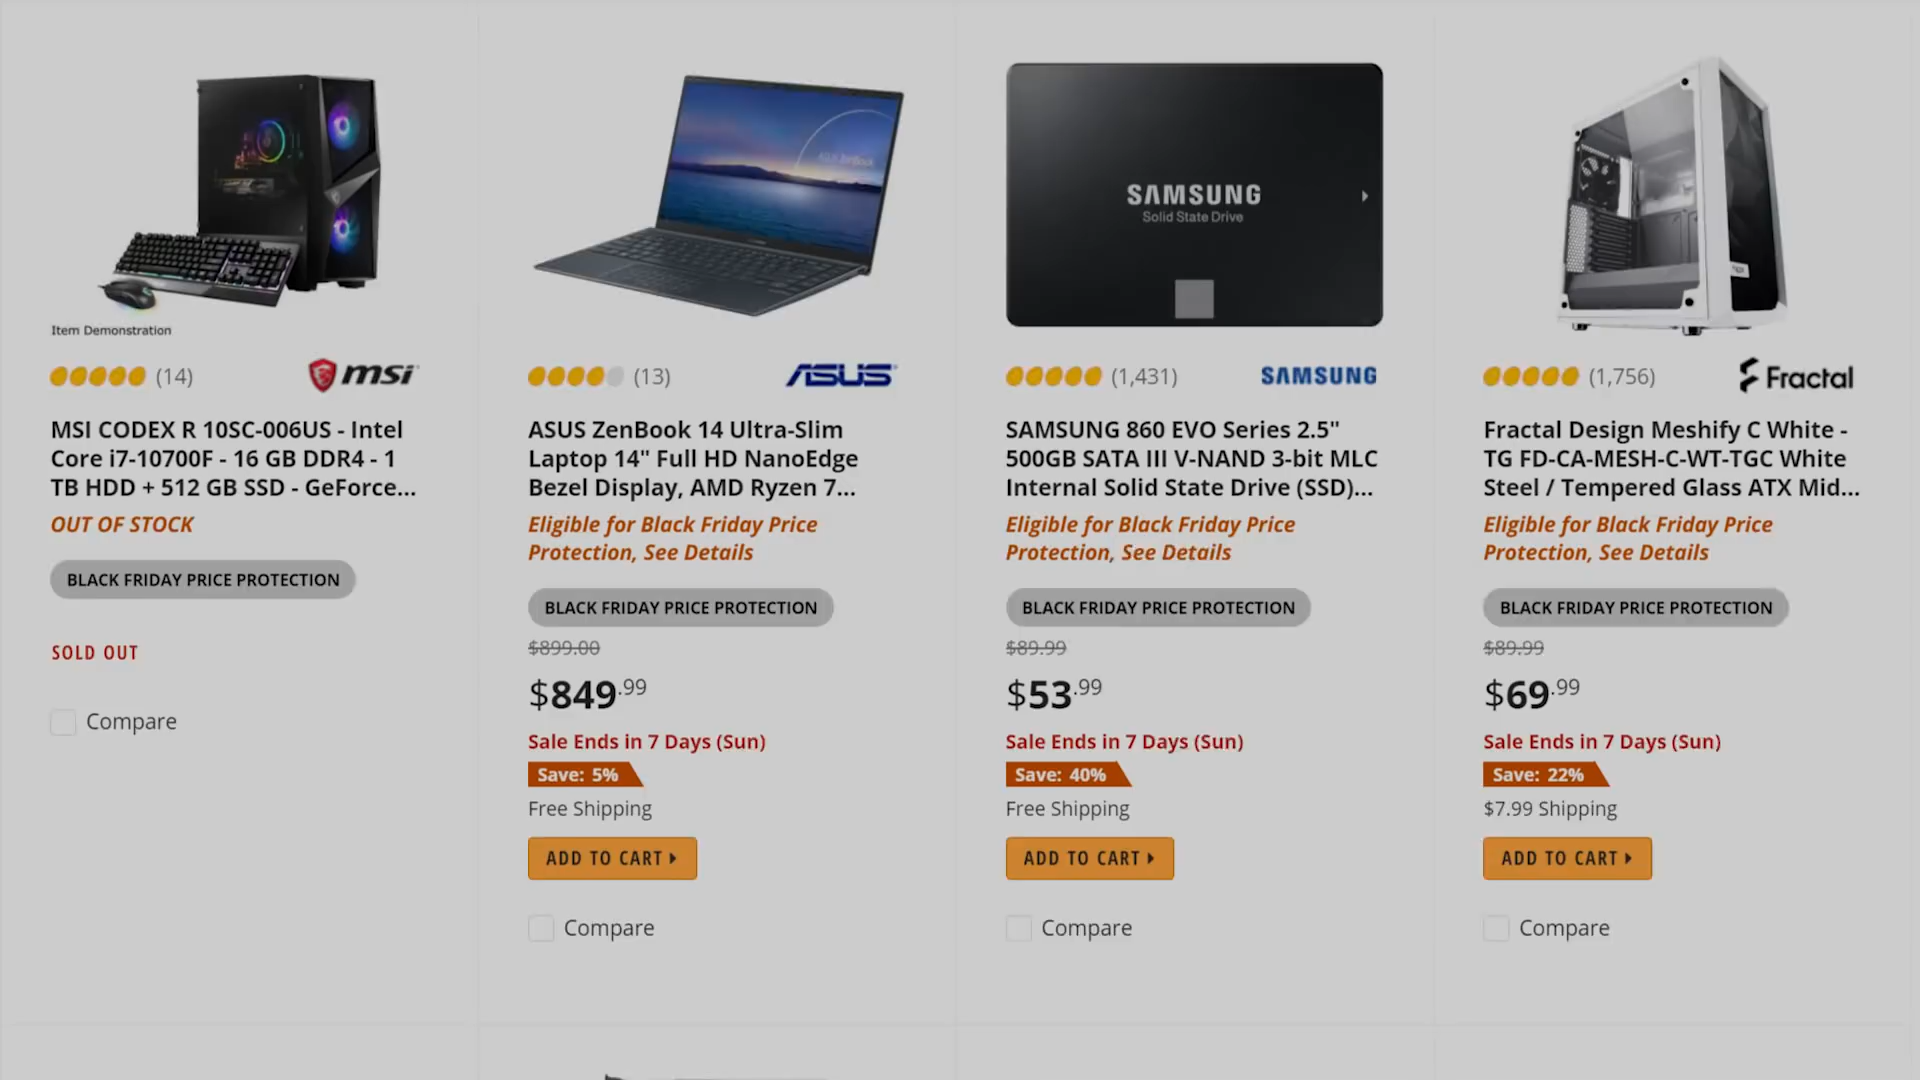 Item Demonstration
(14)
msi
MSI CODEX R 10SC-006US - Intel
Core i7-10700F - 16 GB DDR4 - 1
TB HDD + 512 GB SSD - GeForce...
OUT OF STOCK
BLACK FRIDAY PRICE PROTECTION
SOLD OUT
Compare
(13)
ASUS
ASUS ZenBook 14 Ultra-Slim
Laptop 14" Full HD NanoEdge
Bezel Display, AMD Ryzen 7...
Eligible for Black Friday Price
Protection, See Details
BLACK FRIDAY PRICE PROTECTION
$899.00
$849.99
Sale Ends in 7 Days (Sun)
Save: 5%
Free Shipping
ADD TO CART
Compare
SAMSUNG
Solid State Drive
(1,431)
SAMSUNG
SAMSUNG 860 EVO Series 2.5"
500GB SATA III V-NAND 3-bit MLC
Internal Solid State Drive (SSD)...
Eligible for Black Friday Price
Protection, See Details
BLACK FRIDAY PRICE PROTECTION
$89.99
$53.99
Sale Ends in 7 Days (Sun)
Save: 40%
Free Shipping
ADD TO CART
Compare
(1,756)
Fractal
Fractal Design Meshify C White -
TG FD-CA-MESH-C-WT-TGC White
Steel / Tempered Glass ATX Mid...
Eligible for Black Friday Price
Protection, See Details
BLACK FRIDAY PRICE PROTECTION
$89.99
$69.99
Sale Ends in 7 Days (Sun)
Save: 22%
$7.99 Shipping
ADD TO CART
Compare